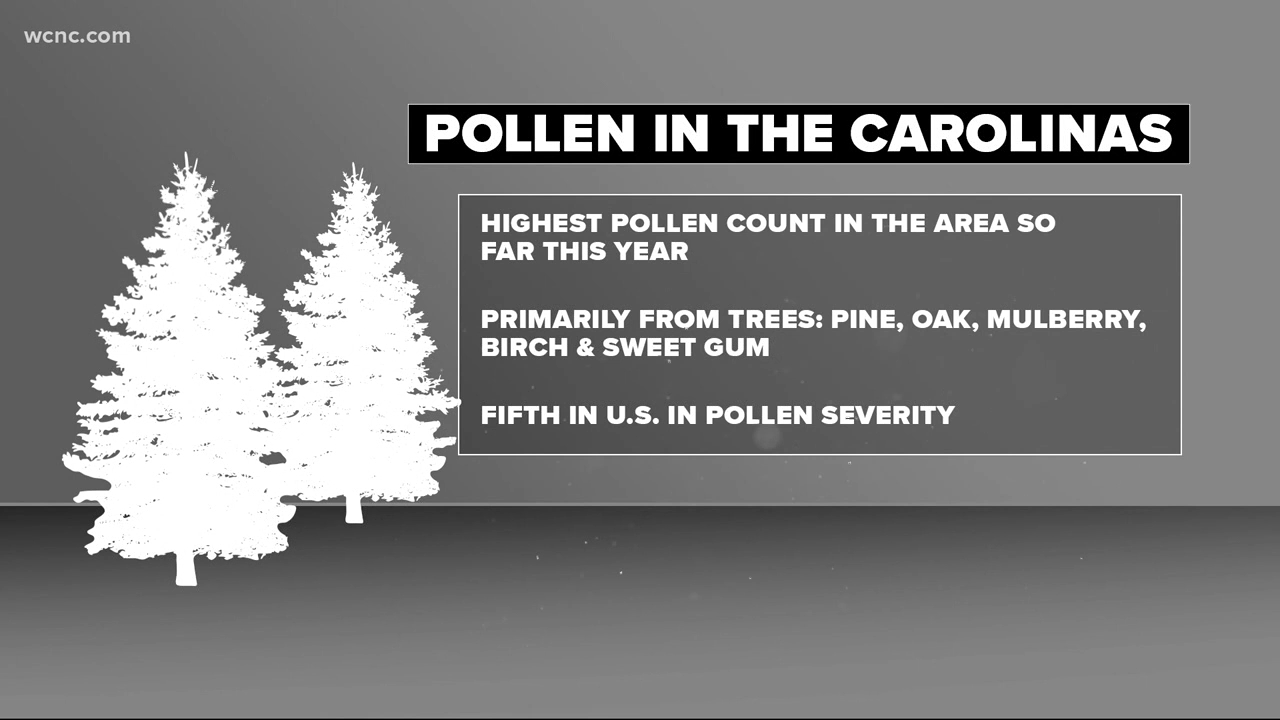 wcnc.com
POLLEN IN THE CAROLINAS
HIGHEST POLLEN COUNT IN THE AREA SO
FAR THIS YEAR
PRIMARILY FROM TREES: PINE, OAK, MULBERRY,
BIRCH & SWEET GUM
FIFTH IN U.S. IN POLLEN SEVERITY